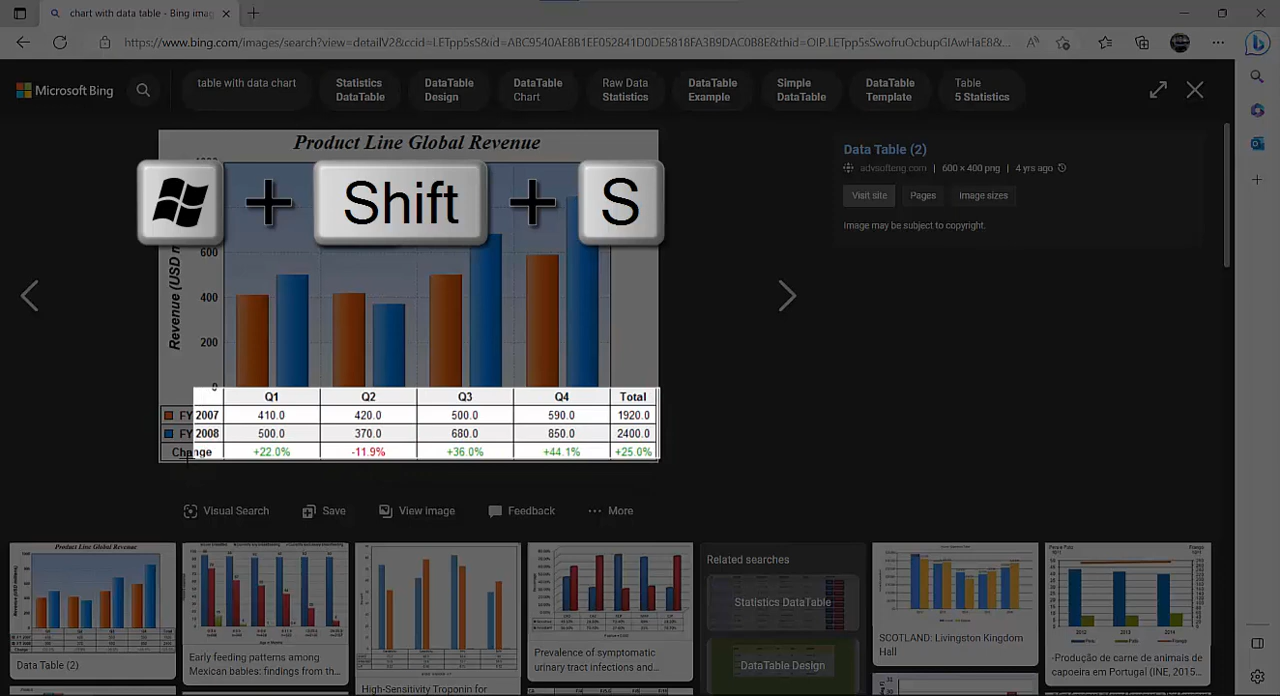 chart with data table - Bing imag
https://www.bing.com/images/search?view=detailV2&ccid=LETpp5sS&id=ABC9540AE8B1EF052841D0DE5818FA3B9DAC0B8E&thid=OIP.LETpp5sSwofruOcbupGIAwHaE8&...
Microsoft Bing
table with data chart
Statistics DataTable
DataTable Design
DataTable Chart
Raw Data Statistics
DataTable Example
Simple DataTable
DataTable Template
Table 5 Statistics
Product Line Global Revenue
Shift
S
Revenue (USD m
600
400
200
0
Q1 Q2 Q3 Q4 Total
FY 2007 410.0 420.0 500.0 590.0 1920.0
FY 2008 500.0 370.0 680.0 850.0 2400.0
Change +22.0% -11.9% +36.0% +44.1% +25.0%
Data Table (2)
advsofteng.com | 600 × 400 png | 4 yrs ago
Visit site
Pages
Image sizes
Image may be subject to copyright.
Visual Search
Save
View image
Feedback
More
Data Table (2)
Early feeding patterns among
Mexican babies: findings from th...
High-Sensitivity Troponin for
Prevalence of symptomatic
urinary tract infections and...
Related searches
Statistics DataTable
DataTable Design
SCOTLAND: Livingston Kingdom
Hall
-Produção de carne de animais de
capoeira em Portugal (INE, 2015...